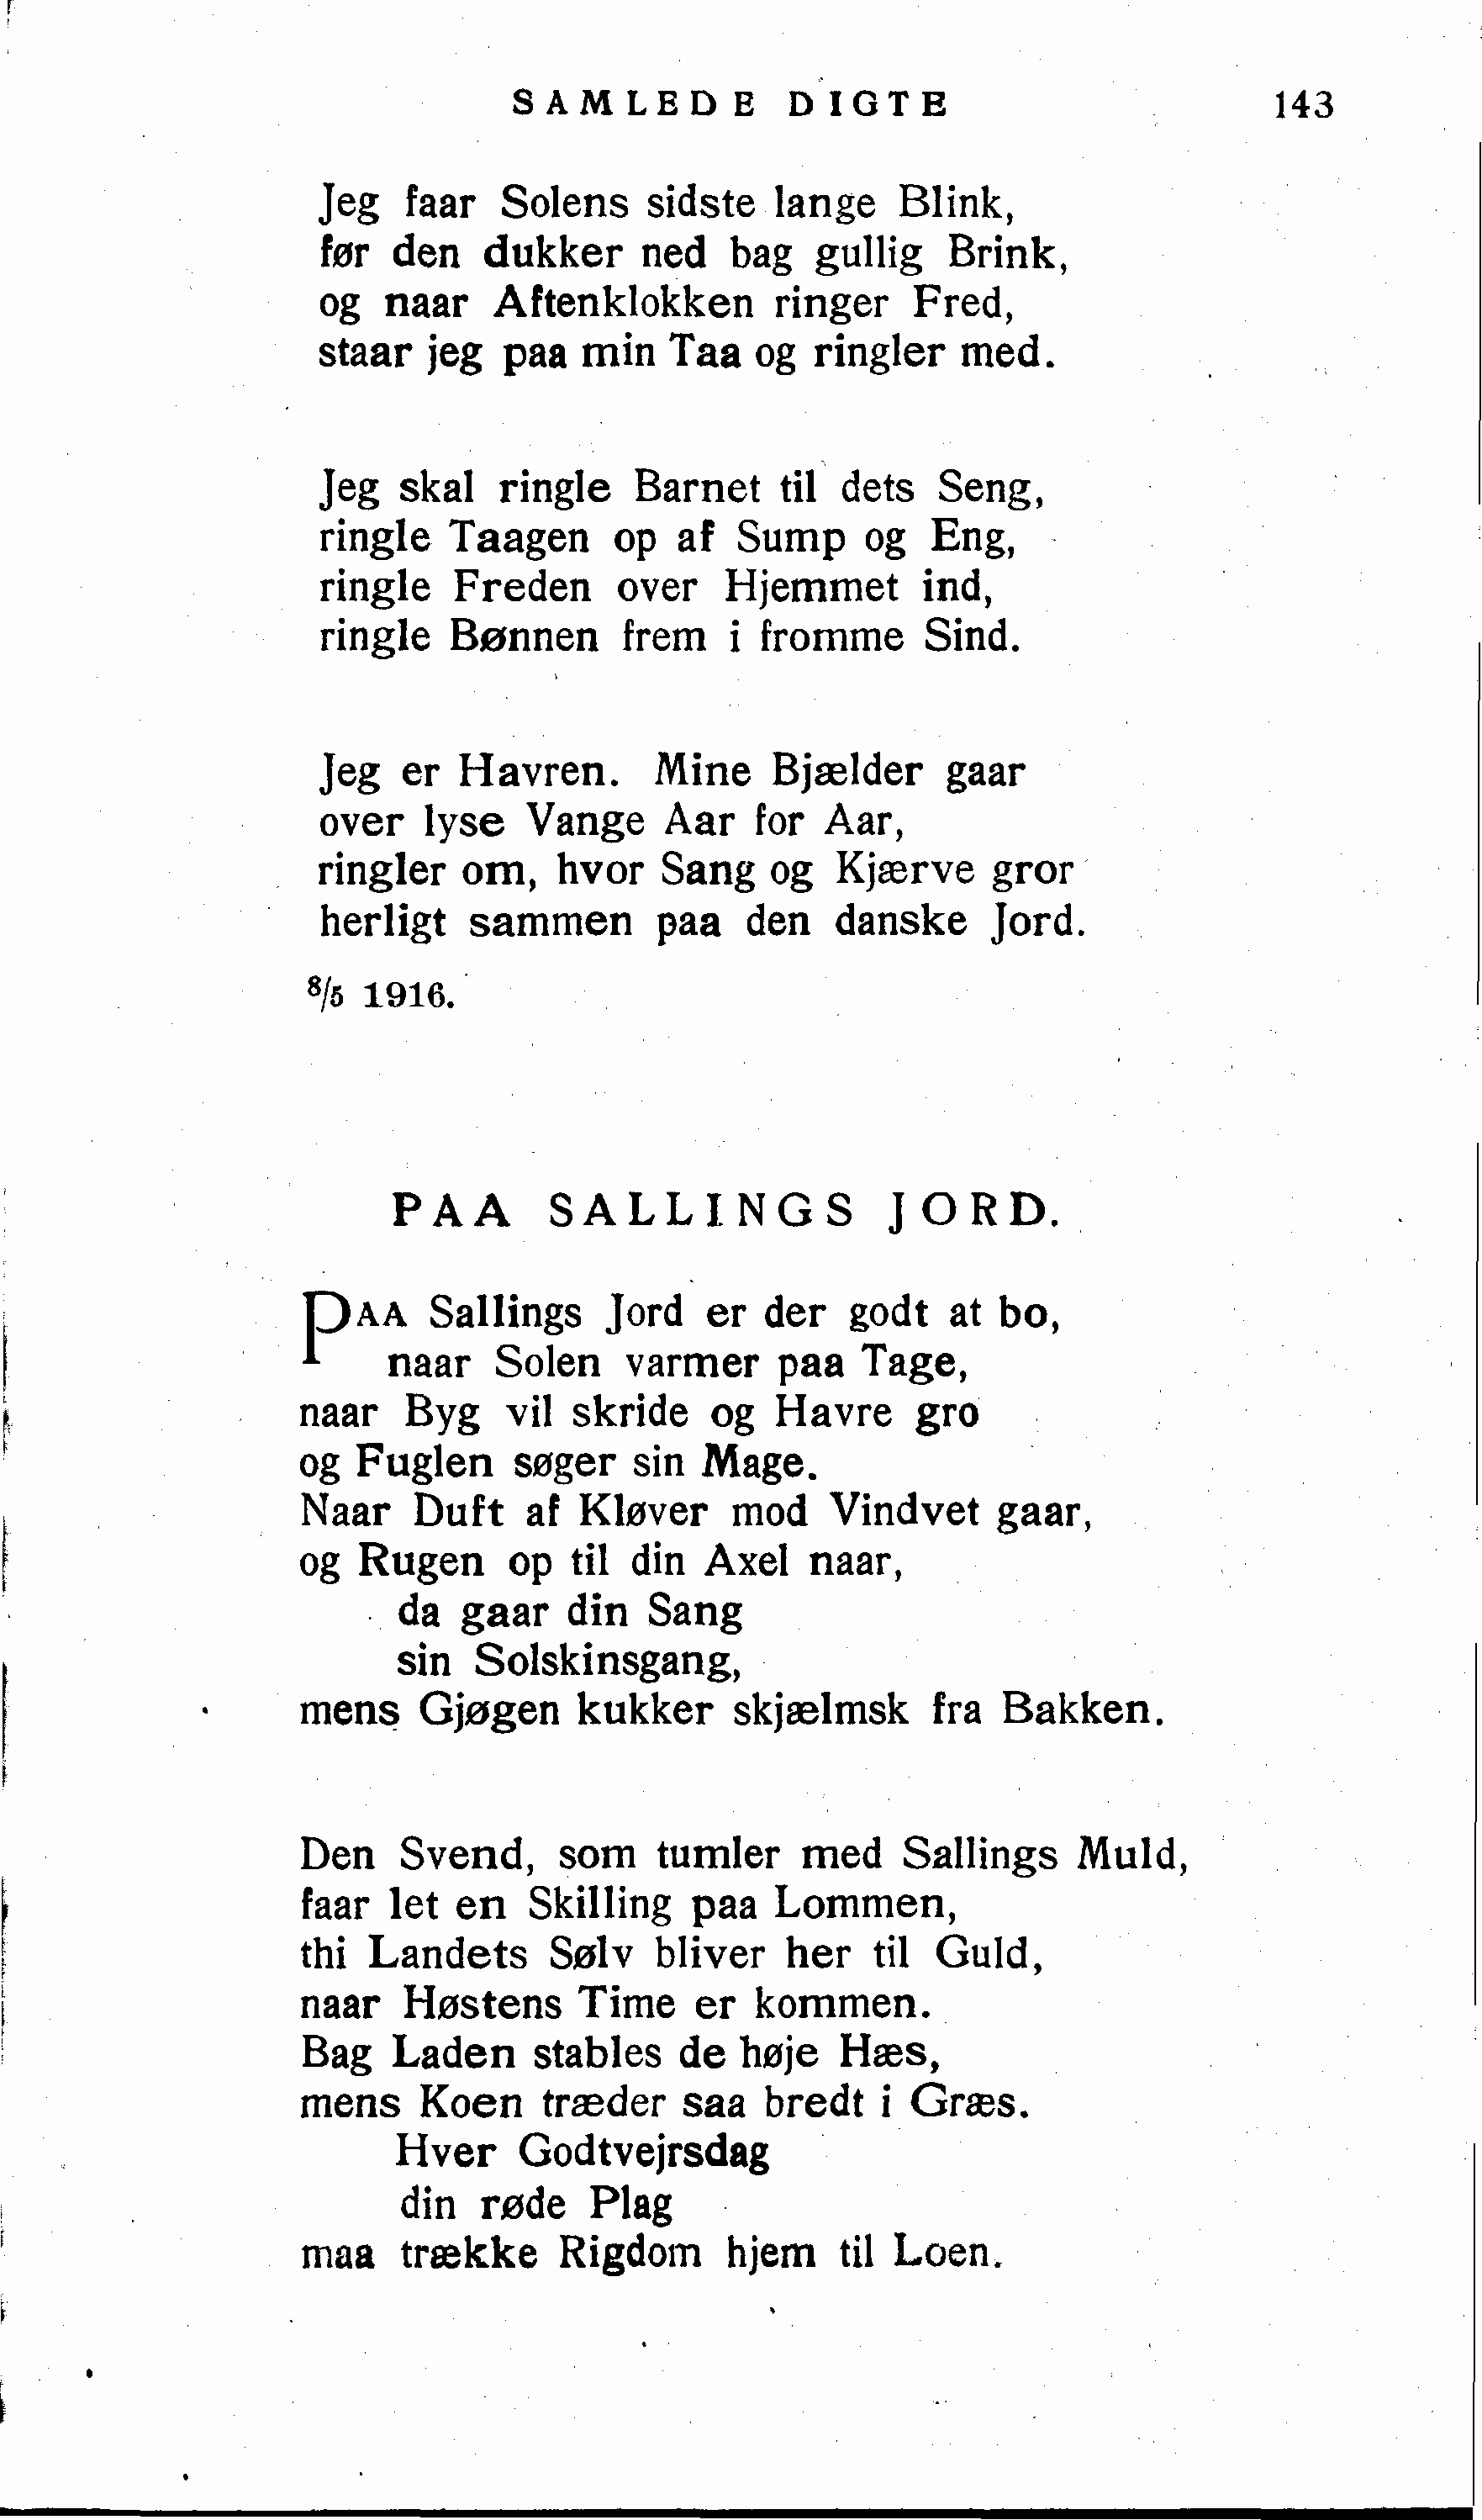 SAMLEDE DIGTE 143
Jeg faar Solens sidste lange Blink,
før den dukker ned bag gullig Brink,
og naar Aftenklokken ringer Fred,
staar jeg paa min Taa og ringler med.
Jeg skal ringle Barnet til dets Seng,
ringle Taagen op af Sump og Eng,
ringle Freden over Hjemmet ind,
ringle Bønnen frem i fromme Sind.
Jeg er Havren. Mine Bjælder gaar
over lyse Vange Aar for Aar,
ringler om, hvor Sang og Kjærve gror
herligt sammen paa den danske Jord.
8/5 1916.
PAA SALLINGS JORD.
PAA Sallings Jord er der godt at bo,
naar Solen varmer paa Tage,
naar Byg vil skride og Havre gro
og Fuglen søger sin Mage.
Naar Duft af Kløver mod Vindvet gaar,
og Rugen op til din Axel naar,
da gaar din Sang
sin Solskinsgang,
mens Gjøgen kukker skjælmsk fra Bakken.
Den Svend, som tumler med Sallings Muld,
faar let en Skilling paa Lommen,
thi Landets Sølv bliver her til Guld,
naar Høstens Time er kommen.
Bag Laden stables de høje Hæs,
mens Koen træder saa bredt i Græs.
Hver Godtvejrsdag
din røde Plag
maa trække Rigdom hjem til Loen.